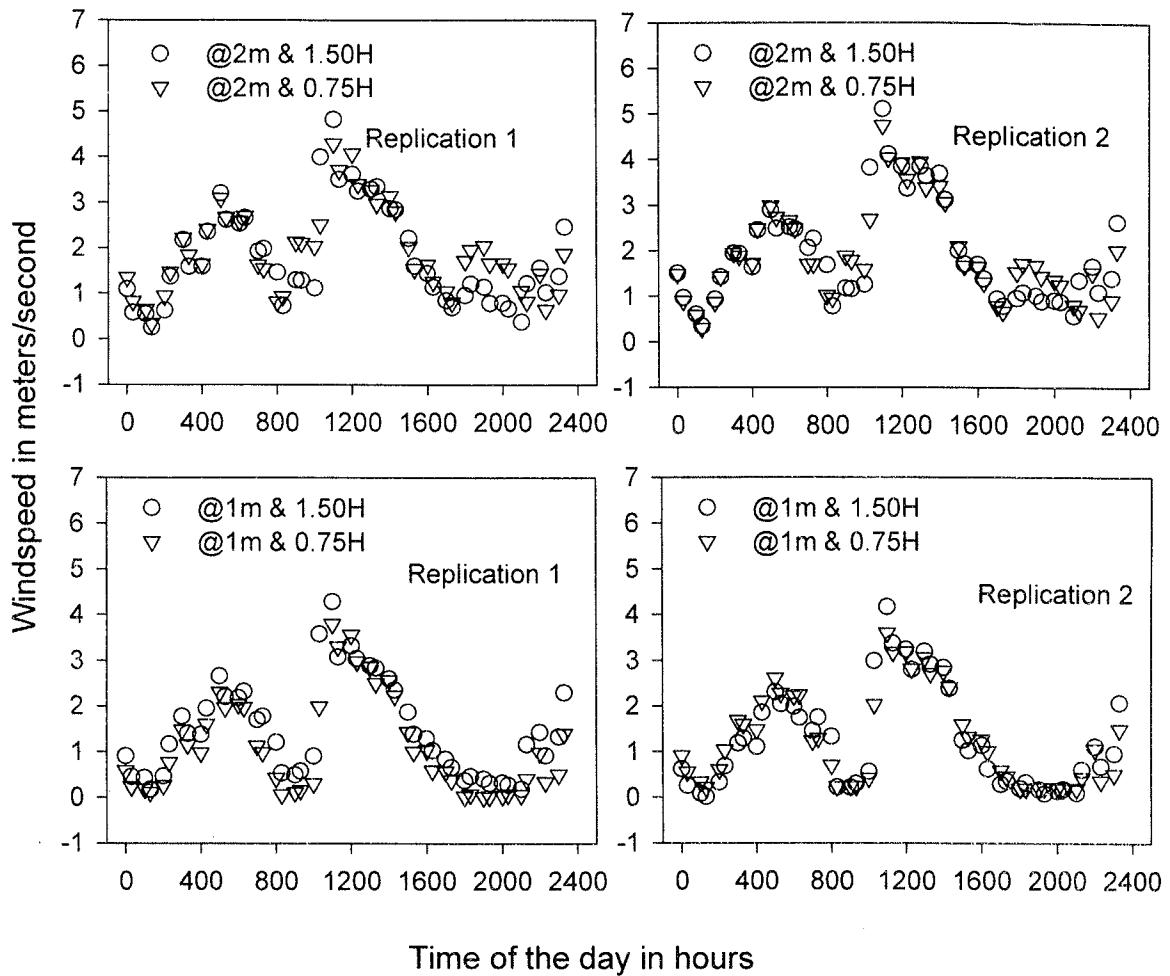 Windspeed in meters/second
7
6
5
4
3
2
1
0
-1
@2m & 1.50H
@2m & 0.75H
Replication 1
0 400 800 1200 1600 2000 2400
7
6
5
4
3
2
1
0
-1
@2m & 1.50H
@2m & 0.75H
Replication 2
0 400 800 1200 1600 2000 2400
7
6
5
4
3
2
1
0
-1
@1m & 1.50H
@1m & 0.75H
Replication 1
0 400 800 1200 1600 2000 2400
7
6
5
4
3
2
1
0
-1
@1m & 1.50H
@1m & 0.75H
Replication 2
0 400 800 1200 1600 2000 2400
Time of the day in hours